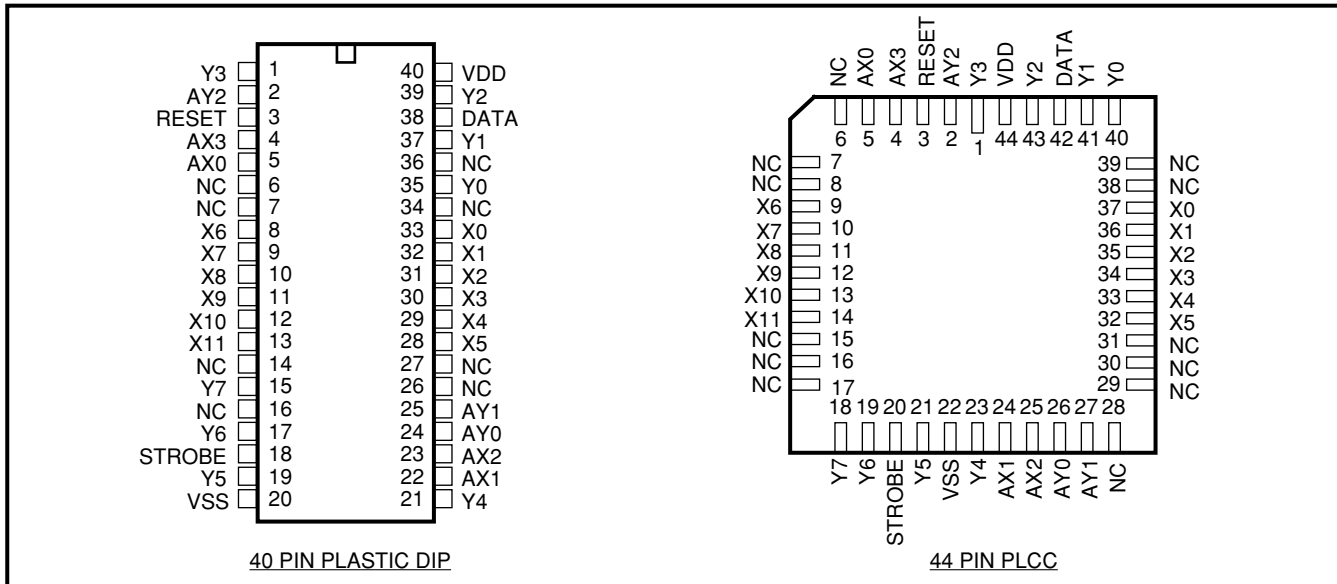 Y3 1 40 VDD
AY2 2 39 Y2
RESET 3 38 DATA
AX3 4 37 Y1
AX0 5 36 NC
NC 6 35 Y0
NC 7 34 NC
X6 8 33 X0
X7 9 32 X1
X8 10 31 X2
X9 11 30 X3
X10 12 29 X4
X11 13 28 X5
NC 14 27 NC
Y7 15 26 NC
NC 16 25 AY1
Y6 17 24 AY0
STROBE 18 23 AX2
Y5 19 22 AX1
VSS 20 21 Y4
40 PIN PLASTIC DIP
NC AX0 AX3 RESET AY2 Y3 VDD Y2 DATA Y1 Y0
6 5 4 3 2 1 44 43 42 41 40
NC 7 39 NC
NC 8 38 NC
X6 9 37 X0
X7 10 36 X1
X8 11 35 X2
X9 12 34 X3
X10 13 33 X4
X11 14 32 X5
NC 15 31 NC
NC 16 30 NC
NC 17 29 NC
18 19 20 21 22 23 24 25 26 27 28
Y7 Y6 STROBE Y5 VSS Y4 AX1 AX2 AY0 AY1 NC
44 PIN PLCC